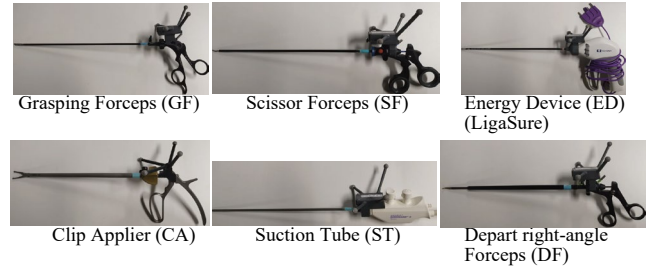 Grasping Forceps (GF)
Scissor Forceps (SF)
Energy Device (ED)
(LigaSure)
Clip Applier (CA)
Suction Tube (ST)
Depart right-angle
Forceps (DF)